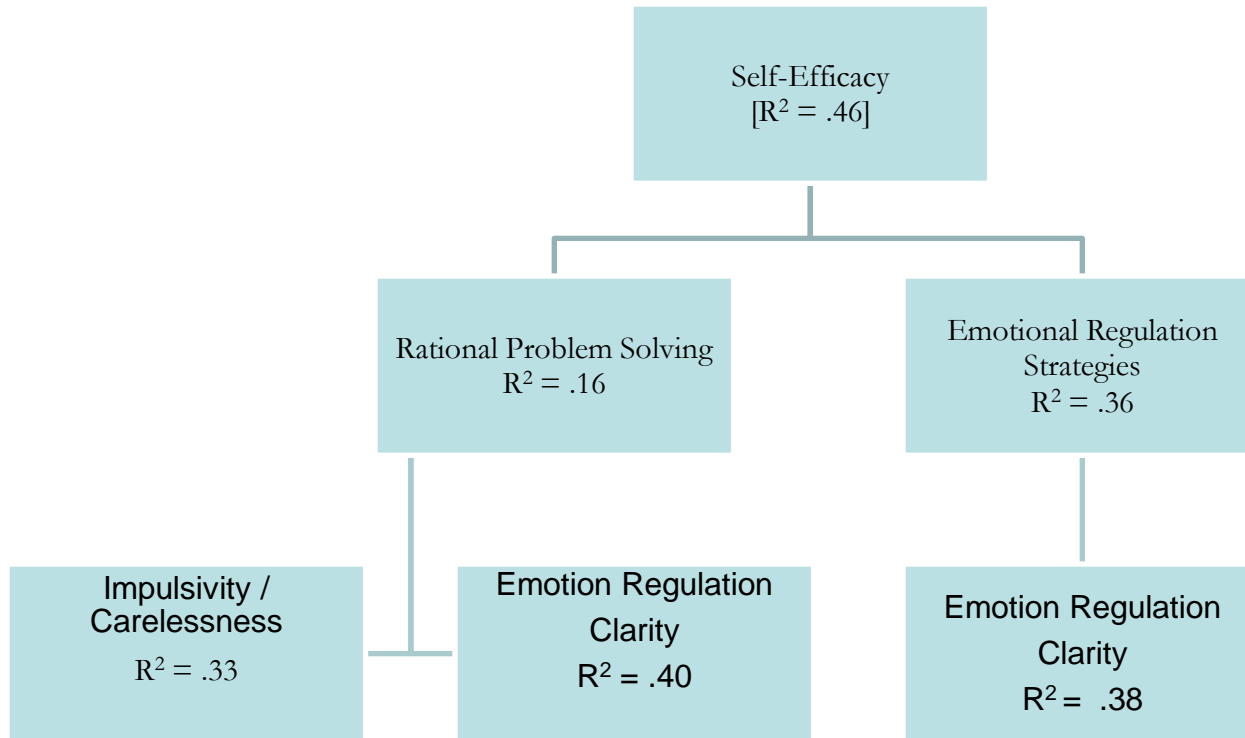 Self-Efficacy
[R² = .46]
Rational Problem Solving
R² = .16
Emotional Regulation
Strategies
R² = .36
Impulsivity /
Carelessness
R² = .33
Emotion Regulation
Clarity
R² = .40
Emotion Regulation
Clarity
R² = .38